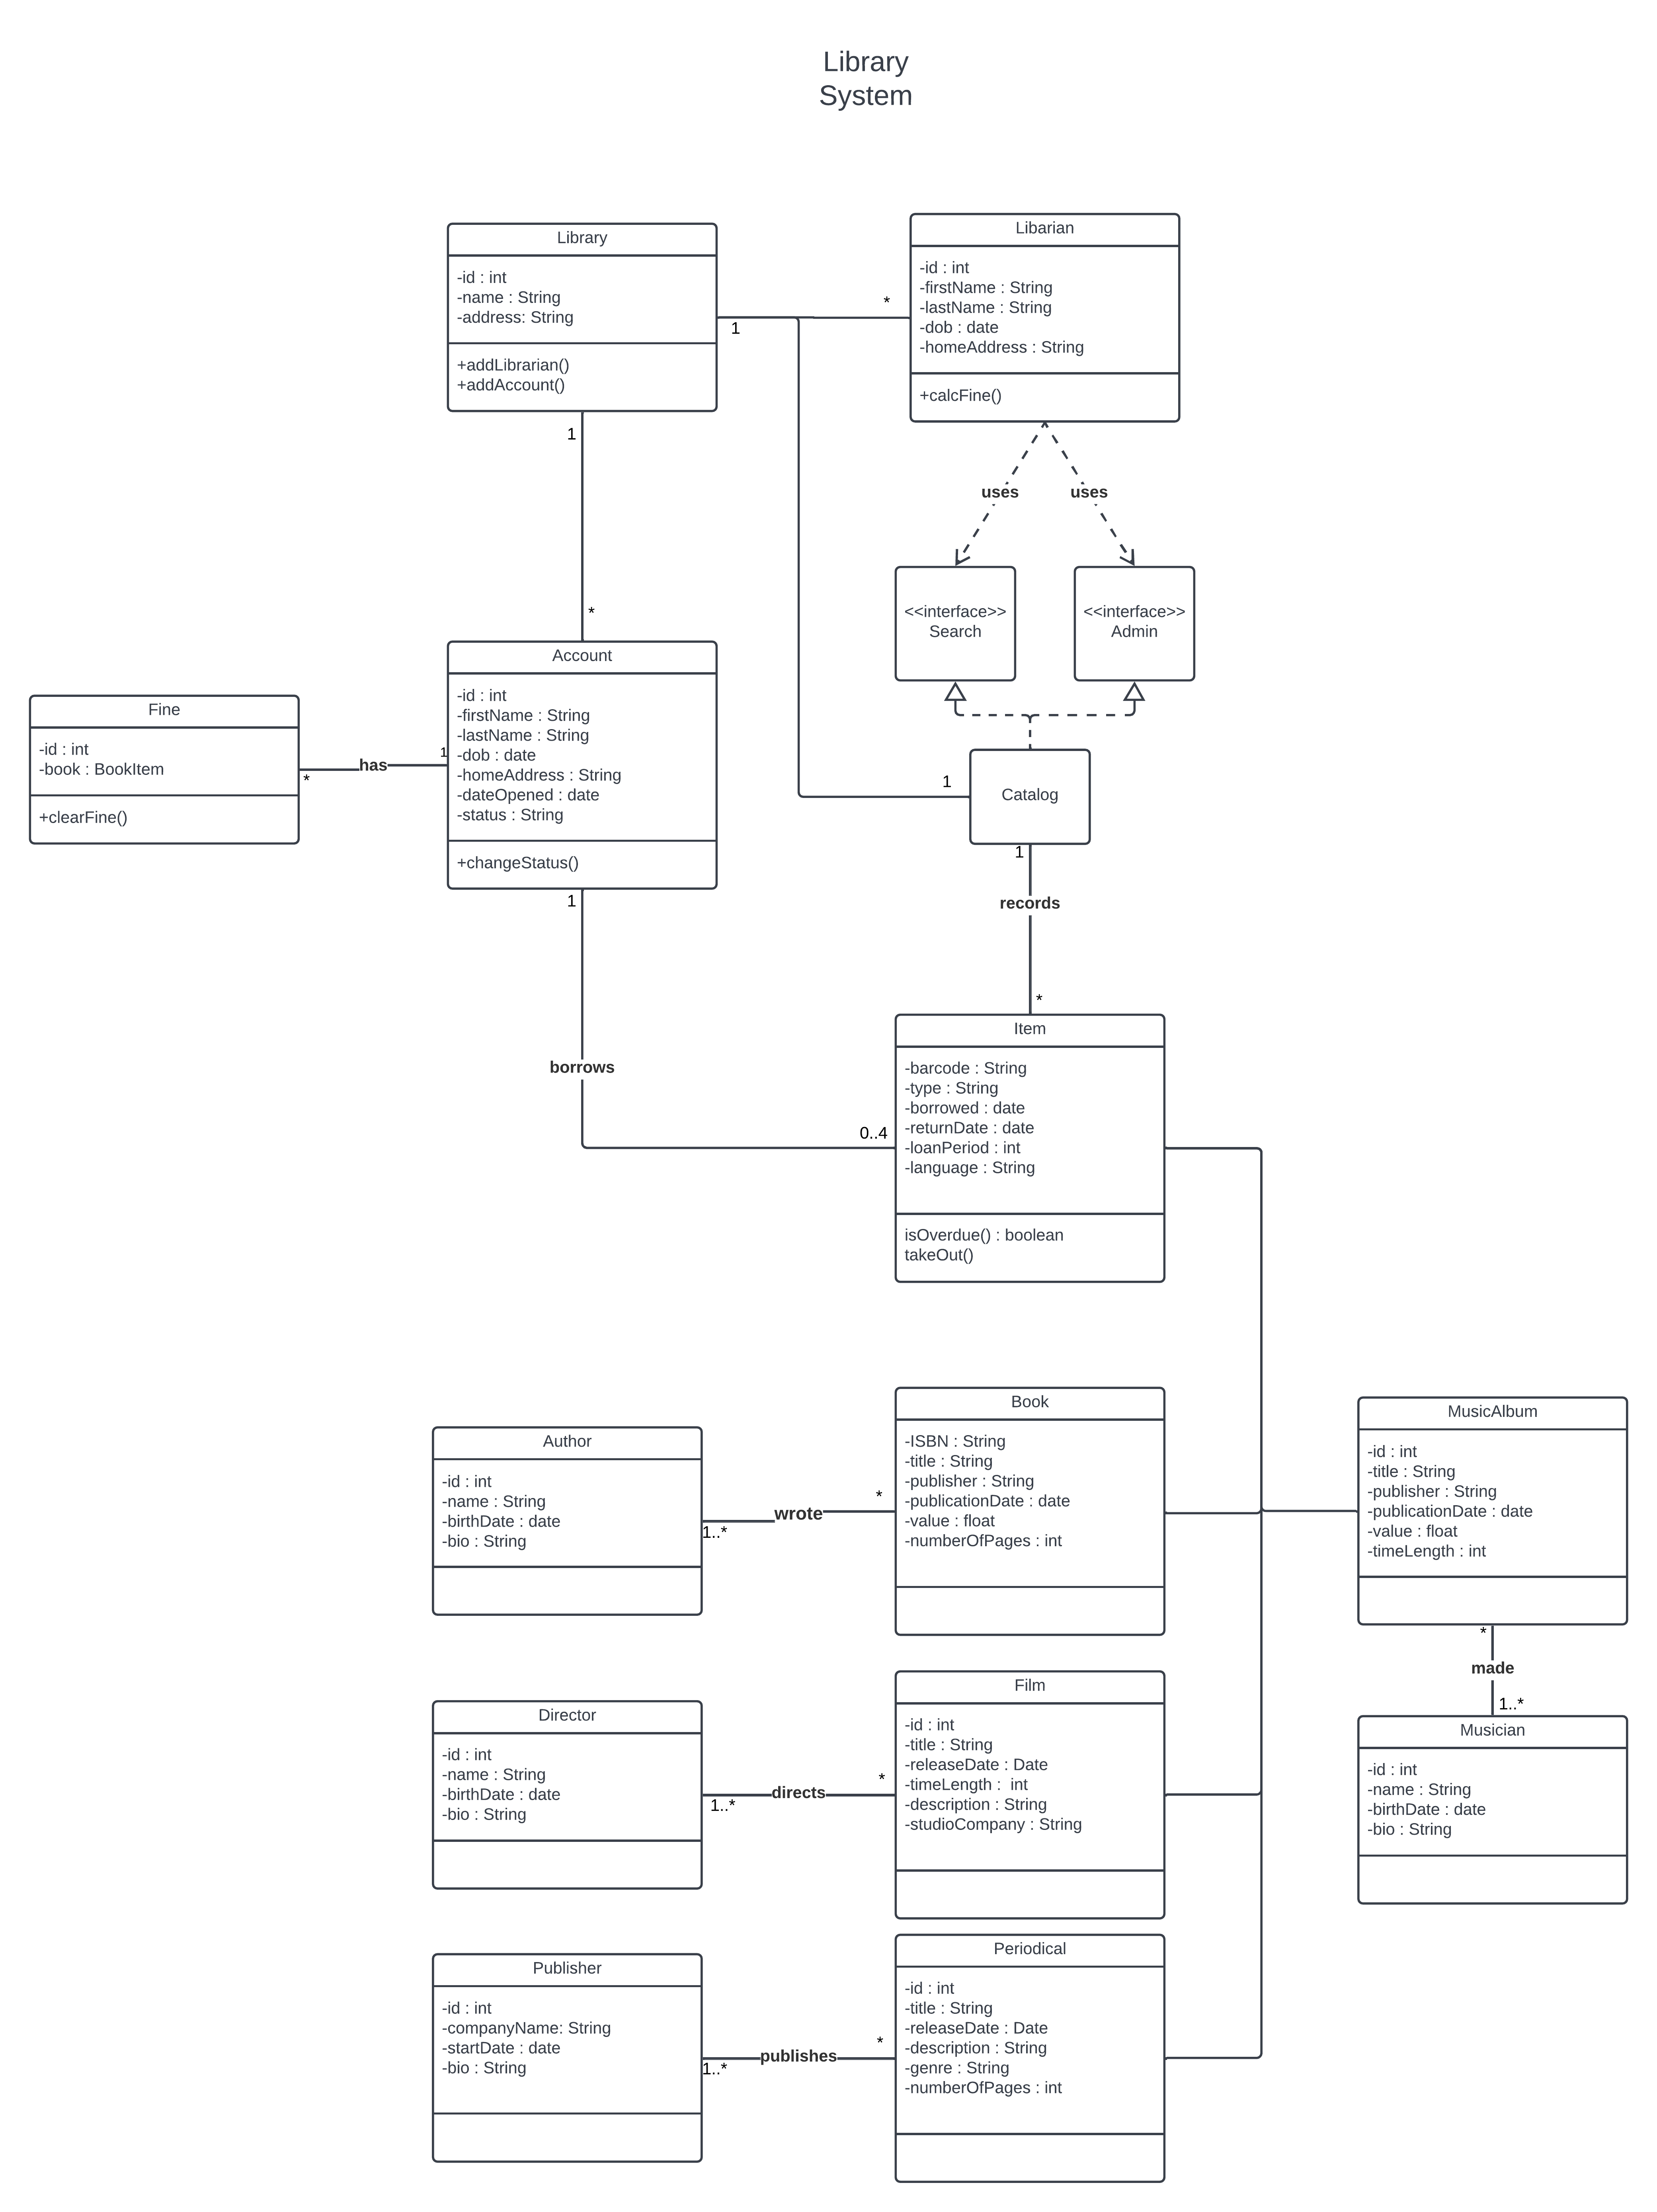 Library
System
Library
-id : int
-name : String
-address: String
+addLibrarian()
+addAccount()
1
*
1
Libarian
-id : int
-firstName : String
-lastName : String
-dob : date
-homeAddress : String
+calcFine()
uses
uses
<<interface>>
Search
<<interface>>
Admin
*
Account
-id : int
-firstName : String
-lastName : String
-dob : date
-homeAddress : String
-dateOpened : date
-status : String
+changeStatus()
Fine
-id : int
-book : BookItem
+clearFine()
*
has
1
1
Catalog
1
records
*
1
borrows
0..4
Item
-barcode : String
-type : String
-borrowed : date
-returnDate : date
-loanPeriod : int
-language : String
isOverdue() : boolean
takeOut()
Author
-id : int
-name : String
-birthDate : date
-bio : String
1..*
wrote
*
Book
-ISBN : String
-title : String
-publisher : String
-publicationDate : date
-value : float
-numberOfPages : int
MusicAlbum
-id : int
-title : String
-publisher : String
-publicationDate : date
-value : float
-timeLength : int
*
made
1..*
Musician
-id : int
-name : String
-birthDate : date
-bio : String
Director
-id : int
-name : String
-birthDate : date
-bio : String
1..*
directs
*
Film
-id : int
-title : String
-releaseDate : Date
-timeLength :  int
-description : String
-studioCompany : String
Publisher
-id : int
-companyName: String
-startDate : date
-bio : String
1..*
publishes
*
Periodical
-id : int
-title : String
-releaseDate : Date
-description : String
-genre : String
-numberOfPages : int